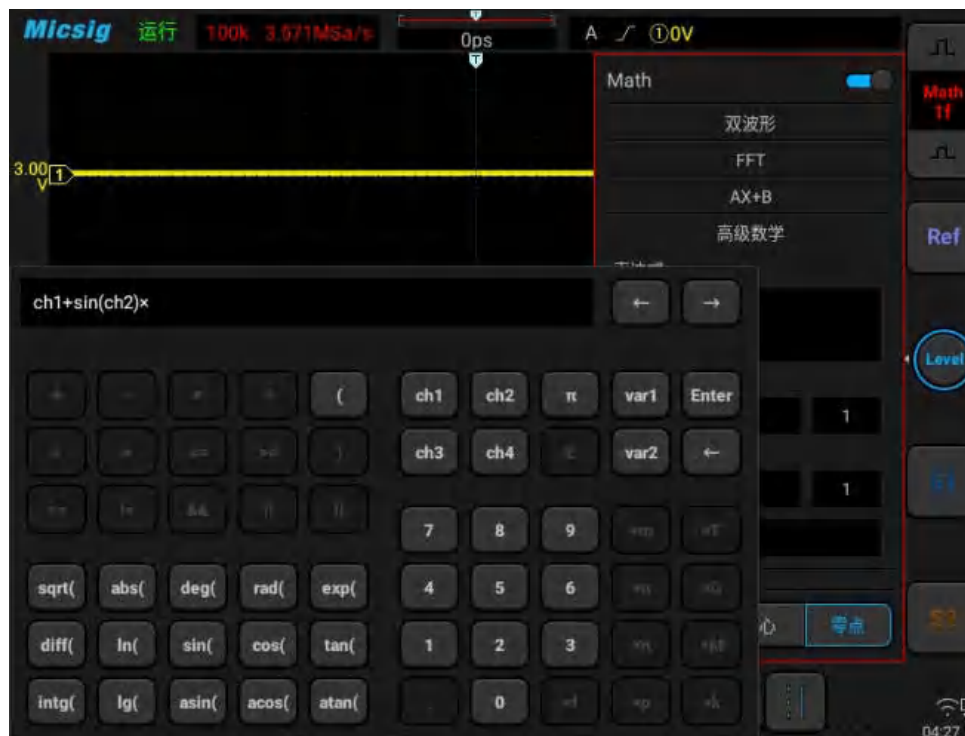 Micsig 运行 100k 3.571MSa/s 0ps A ①0V
T
Math
Math
1f
双波形
FFT
3.00
V
1
AX+B
高级数学
Ref
ch1+sin(ch2)×
← →
Level
( ch1 ch2 π var1 Enter
1
ch3 ch4 var2 ←
&&
1
7 8 9
sqrt( abs( deg( rad( exp( 4 5 6
diff( ln( sin( cos( tan( 1 2 3
心 零点
intg( lg( asin( acos( atan( 0
04:27